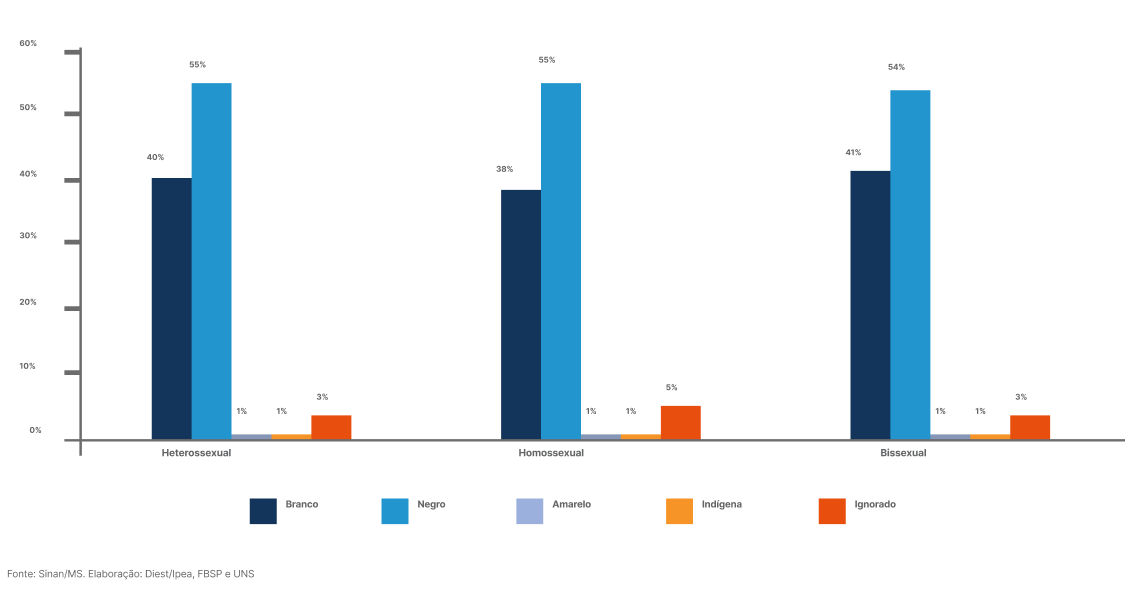 60%
50%
40%
30%
20%
10%
0%
40%
55%
1%
1%
3%
38%
55%
1%
1%
5%
41%
54%
1%
1%
3%
Heterossexual
Homossexual
Bissexual
Branco
Negro
Amarelo
Indígena
Ignorado
Fonte: Sinan/MS. Elaboração: Diest/Ipea, FBSP e UNS